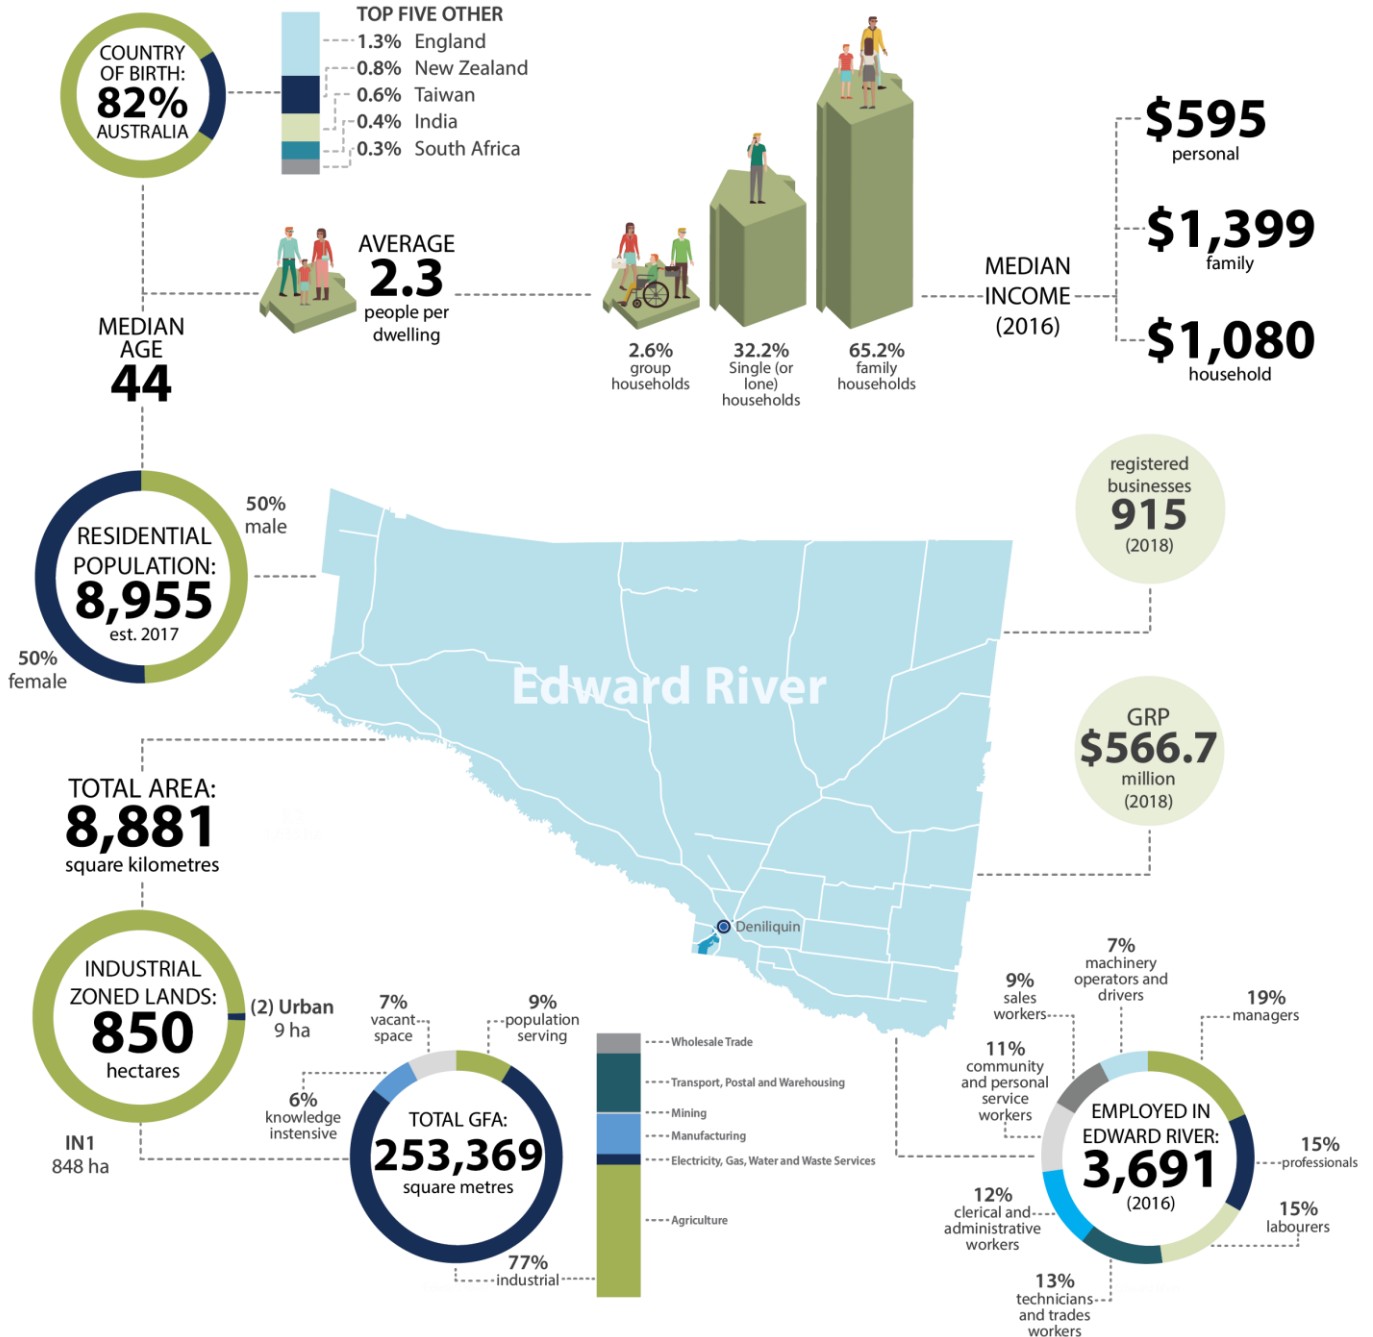 COUNTRY
OF BIRTH:
82%
AUSTRALIA
TOP FIVE OTHER
1.3% England
0.8% New Zealand
0.6% Taiwan
0.4% India
0.3% South Africa
MEDIAN
AGE
44
AVERAGE
2.3
people per
dwelling
2.6%
group
households
32.2%
Single (or
lone)
households
65.2%
family
households
MEDIAN
INCOME
(2016)
$595
personal
$1,399
family
$1,080
household
50%
male
RESIDENTIAL
POPULATION:
8,955
est. 2017
50%
female
Edward River
Deniliquin
registered
businesses
915
(2018)
GRP
$566.7
million
(2018)
TOTAL AREA:
8,881
square kilometres
INDUSTRIAL
ZONED LANDS:
850
hectares
(2) Urban
9 ha
IN1
848 ha
7%
vacant
space
9%
population
serving
6%
knowledge
instensive
TOTAL GFA:
253,369
square metres
77%
industrial
Wholesale Trade
Transport, Postal and Warehousing
Mining
Manufacturing
Electricity, Gas, Water and Waste Services
Agriculture
7%
machinery
operators and
drivers
9%
sales
workers
19%
managers
11%
community
and personal
service
workers
EMPLOYED IN
EDWARD RIVER:
3,691
(2016)
15%
professionals
15%
labourers
12%
clerical and
administrative
workers
13%
technicians
and trades
workers